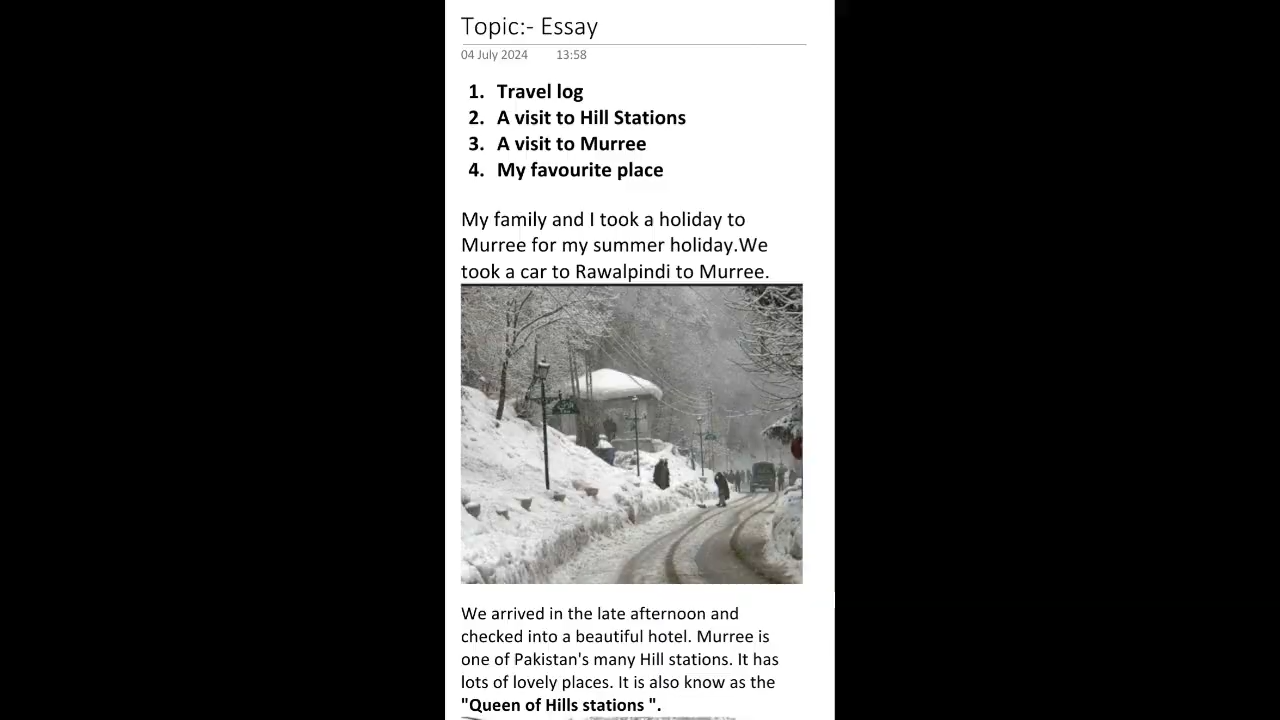 Topic:- Essay
04 July 2024 13:58
1. Travel log
2. A visit to Hill Stations
3. A visit to Murree
4. My favourite place
My family and I took a holiday to
Murree for my summer holiday.We
took a car to Rawalpindi to Murree.
We arrived in the late afternoon and
checked into a beautiful hotel. Murree is
one of Pakistan's many Hill stations. It has
lots of lovely places. It is also know as the
"Queen of Hills stations ".